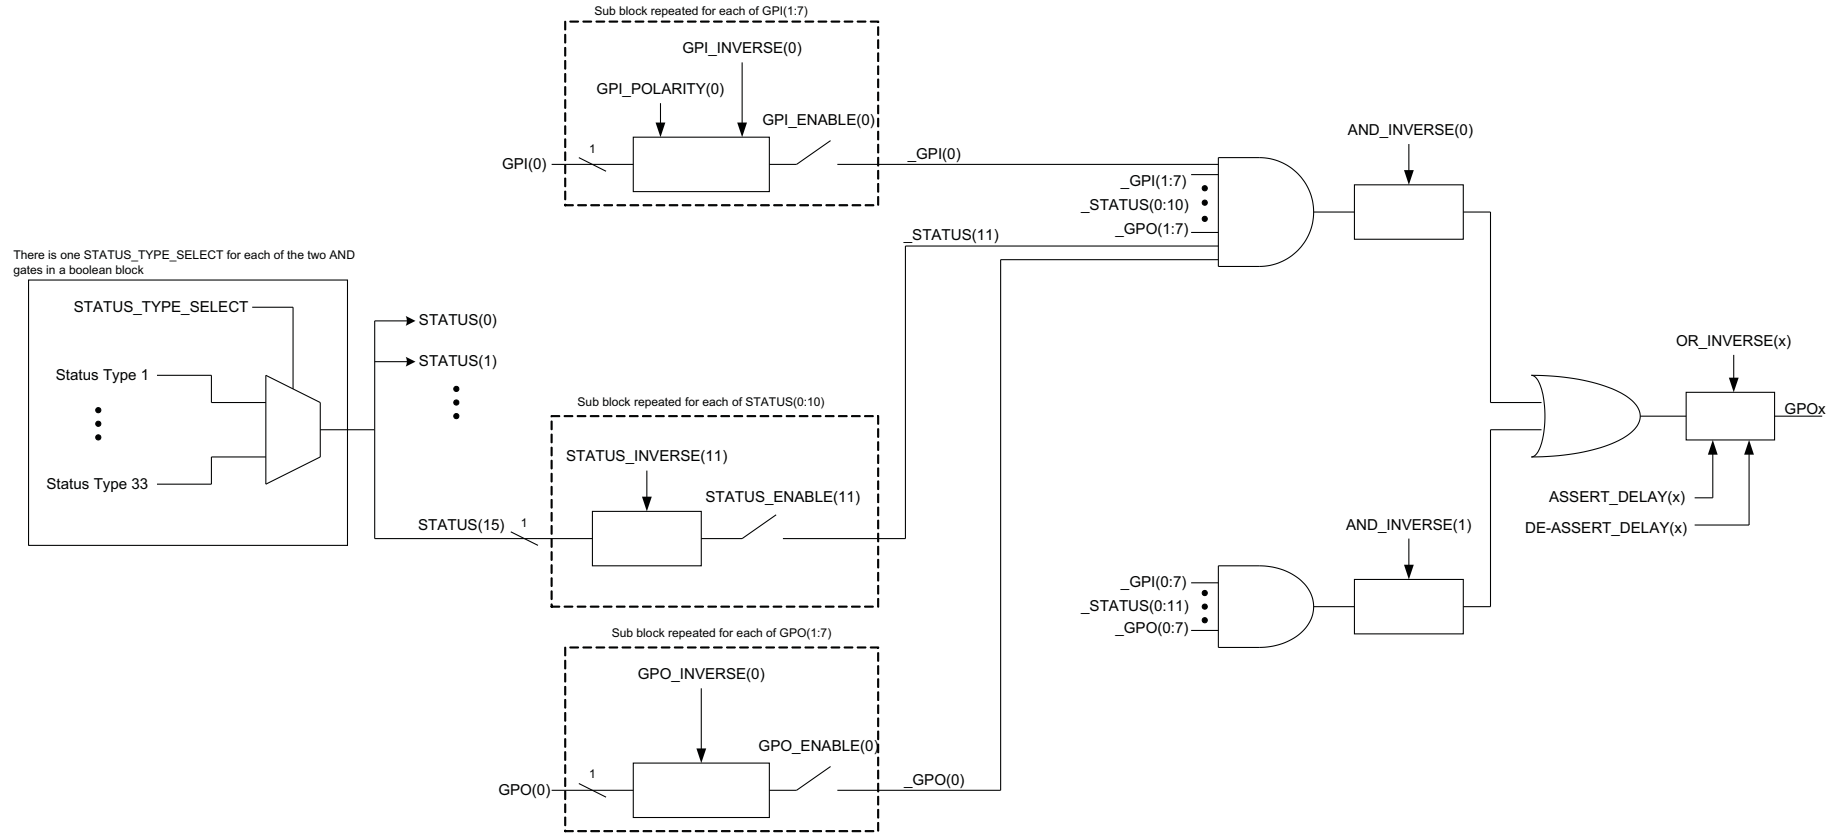 Sub block repeated for each of GPI(1:7)
GPI_INVERSE(0)
GPI_POLARITY(0)
GPI_ENABLE(0)
GPI(0)
1
_GPI(0)
_GPI(1:7)
_STATUS(0:10)
_GPO(1:7)
_STATUS(11)
AND_INVERSE(0)
There is one STATUS_TYPE_SELECT for each of the two AND
gates in a boolean block
STATUS_TYPE_SELECT
Status Type 1
Status Type 33
STATUS(0)
STATUS(1)
Sub block repeated for each of STATUS(0:10)
STATUS_INVERSE(11)
STATUS_ENABLE(11)
STATUS(15)
1
OR_INVERSE(x)
GPOx
ASSERT_DELAY(x)
DE-ASSERT_DELAY(x)
AND_INVERSE(1)
_GPI(0:7)
_STATUS(0:11)
_GPO(0:7)
Sub block repeated for each of GPO(1:7)
GPO_INVERSE(0)
GPO_ENABLE(0)
GPO(0)
1
_GPO(0)